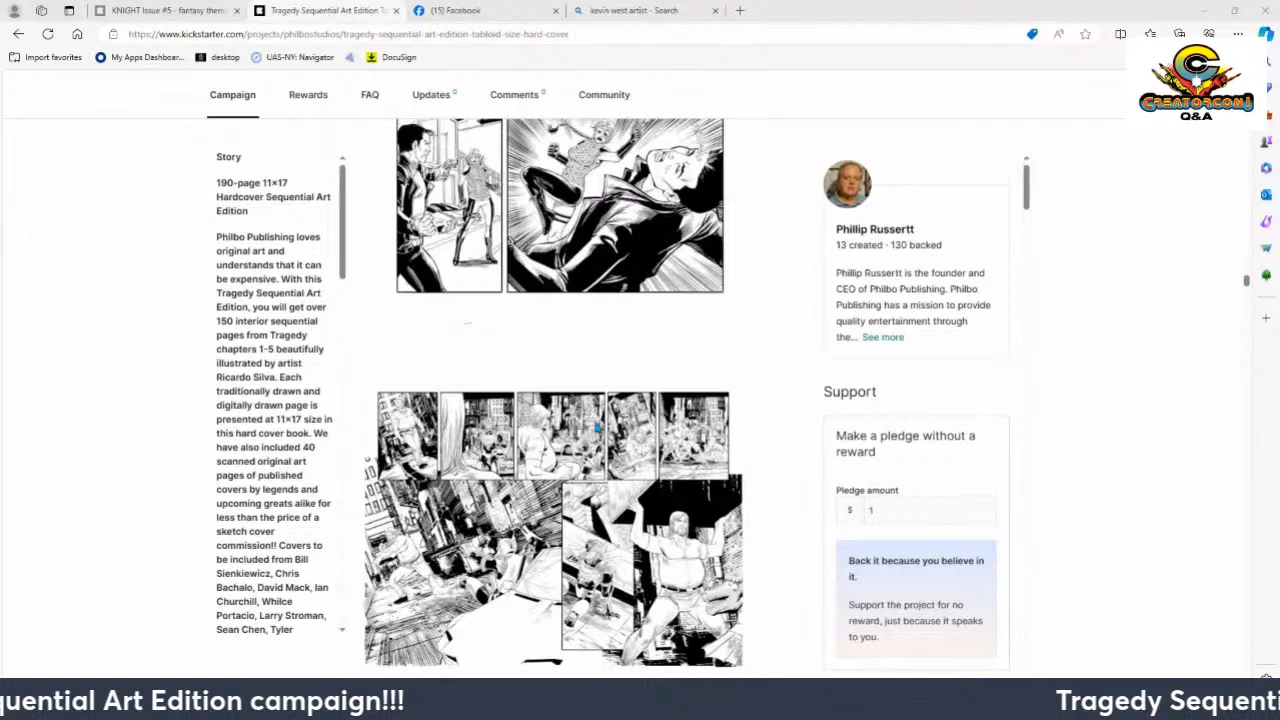 KNIGHT Issue #5 - fantasy them
Tragedy Sequential Art Edition T
(15) Facebook
kevin west artist - Search
https://www.kickstarter.com/projects/philbostudios/tragedy-sequential-art-edition-tabloid-size-hard-cover
Import favorites
My Apps Dashboar...
desktop
UAS-NY: Navigator
DocuSign
C
CREATORCON!
Q&A
Campaign
Rewards
FAQ
Updates 0
Comments 0
Community
Story
190-page 11×17
Hardcover Sequential Art
Edition
Philbo Publishing loves
original art and
understands that it can
be expensive. With this
Tragedy Sequential Art
Edition, you will get over
150 interior sequential
pages from Tragedy
chapters 1-5 beautifully
illustrated by artist
Ricardo Silva. Each
traditionally drawn and
digitally drawn page is
presented at 11×17 size in
this hard cover book. We
have also included 40
scanned original art
pages of published
covers by legends and
upcoming greats alike for
less than the price of a
sketch cover
commission!! Covers to
be included from Bill
Sienkiewicz, Chris
Bachalo, David Mack, Ian
Churchill, Whilce
Portacio, Larry Stroman,
Sean Chen, Tyler
Phillip Russertt
13 created · 130 backed
Phillip Russertt is the founder and
CEO of Philbo Publishing. Philbo
Publishing has a mission to provide
quality entertainment through
the... See more
Support
Make a pledge without a
reward
Pledge amount
$ 1
Back it because you believe in
it.
Support the project for no
reward, just because it speaks
to you.
quential Art Edition campaign!!!
Tragedy Sequenti